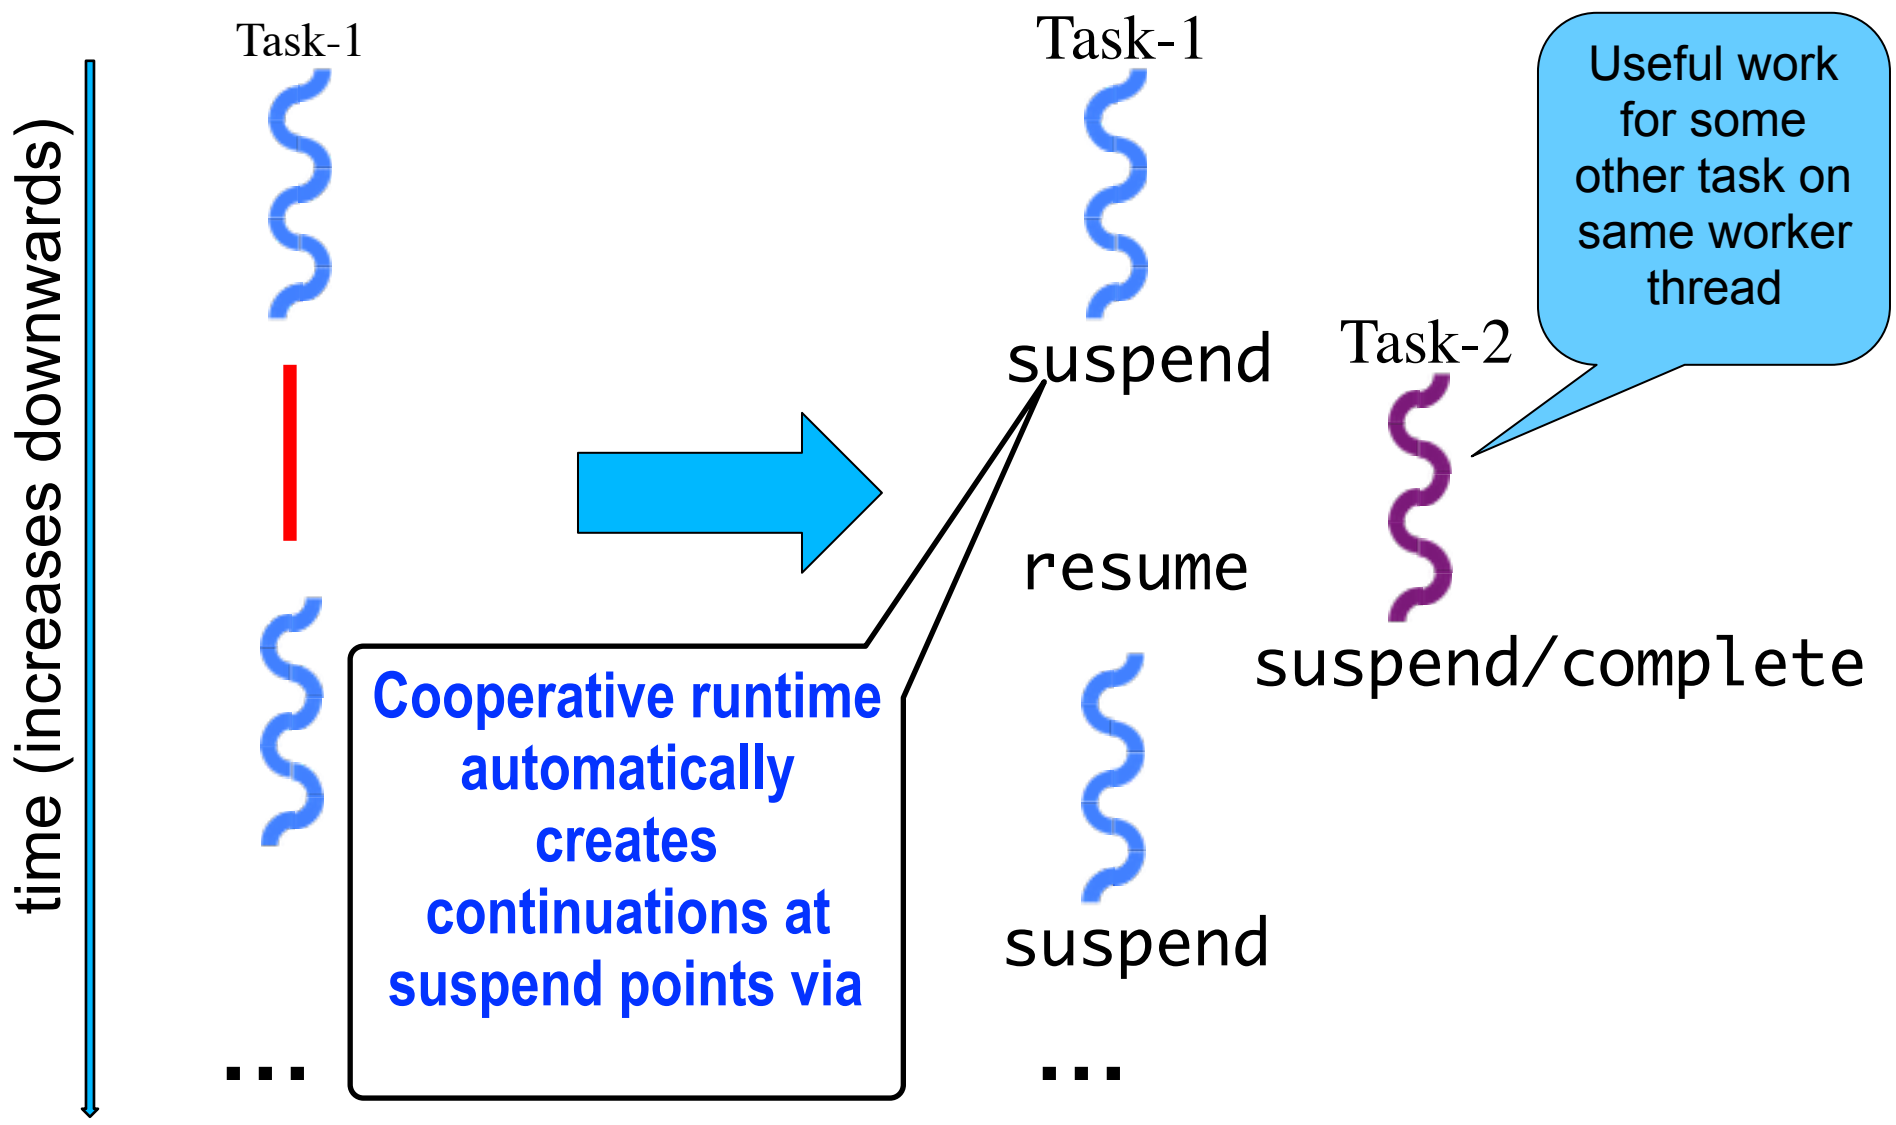 time (increases downwards)
Task-1
...
Cooperative runtime
automatically
creates
continuations at
suspend points via
Task-1
suspend
resume
suspend
...
Task-2
suspend/complete
Useful work
for some
other task on
same worker
thread